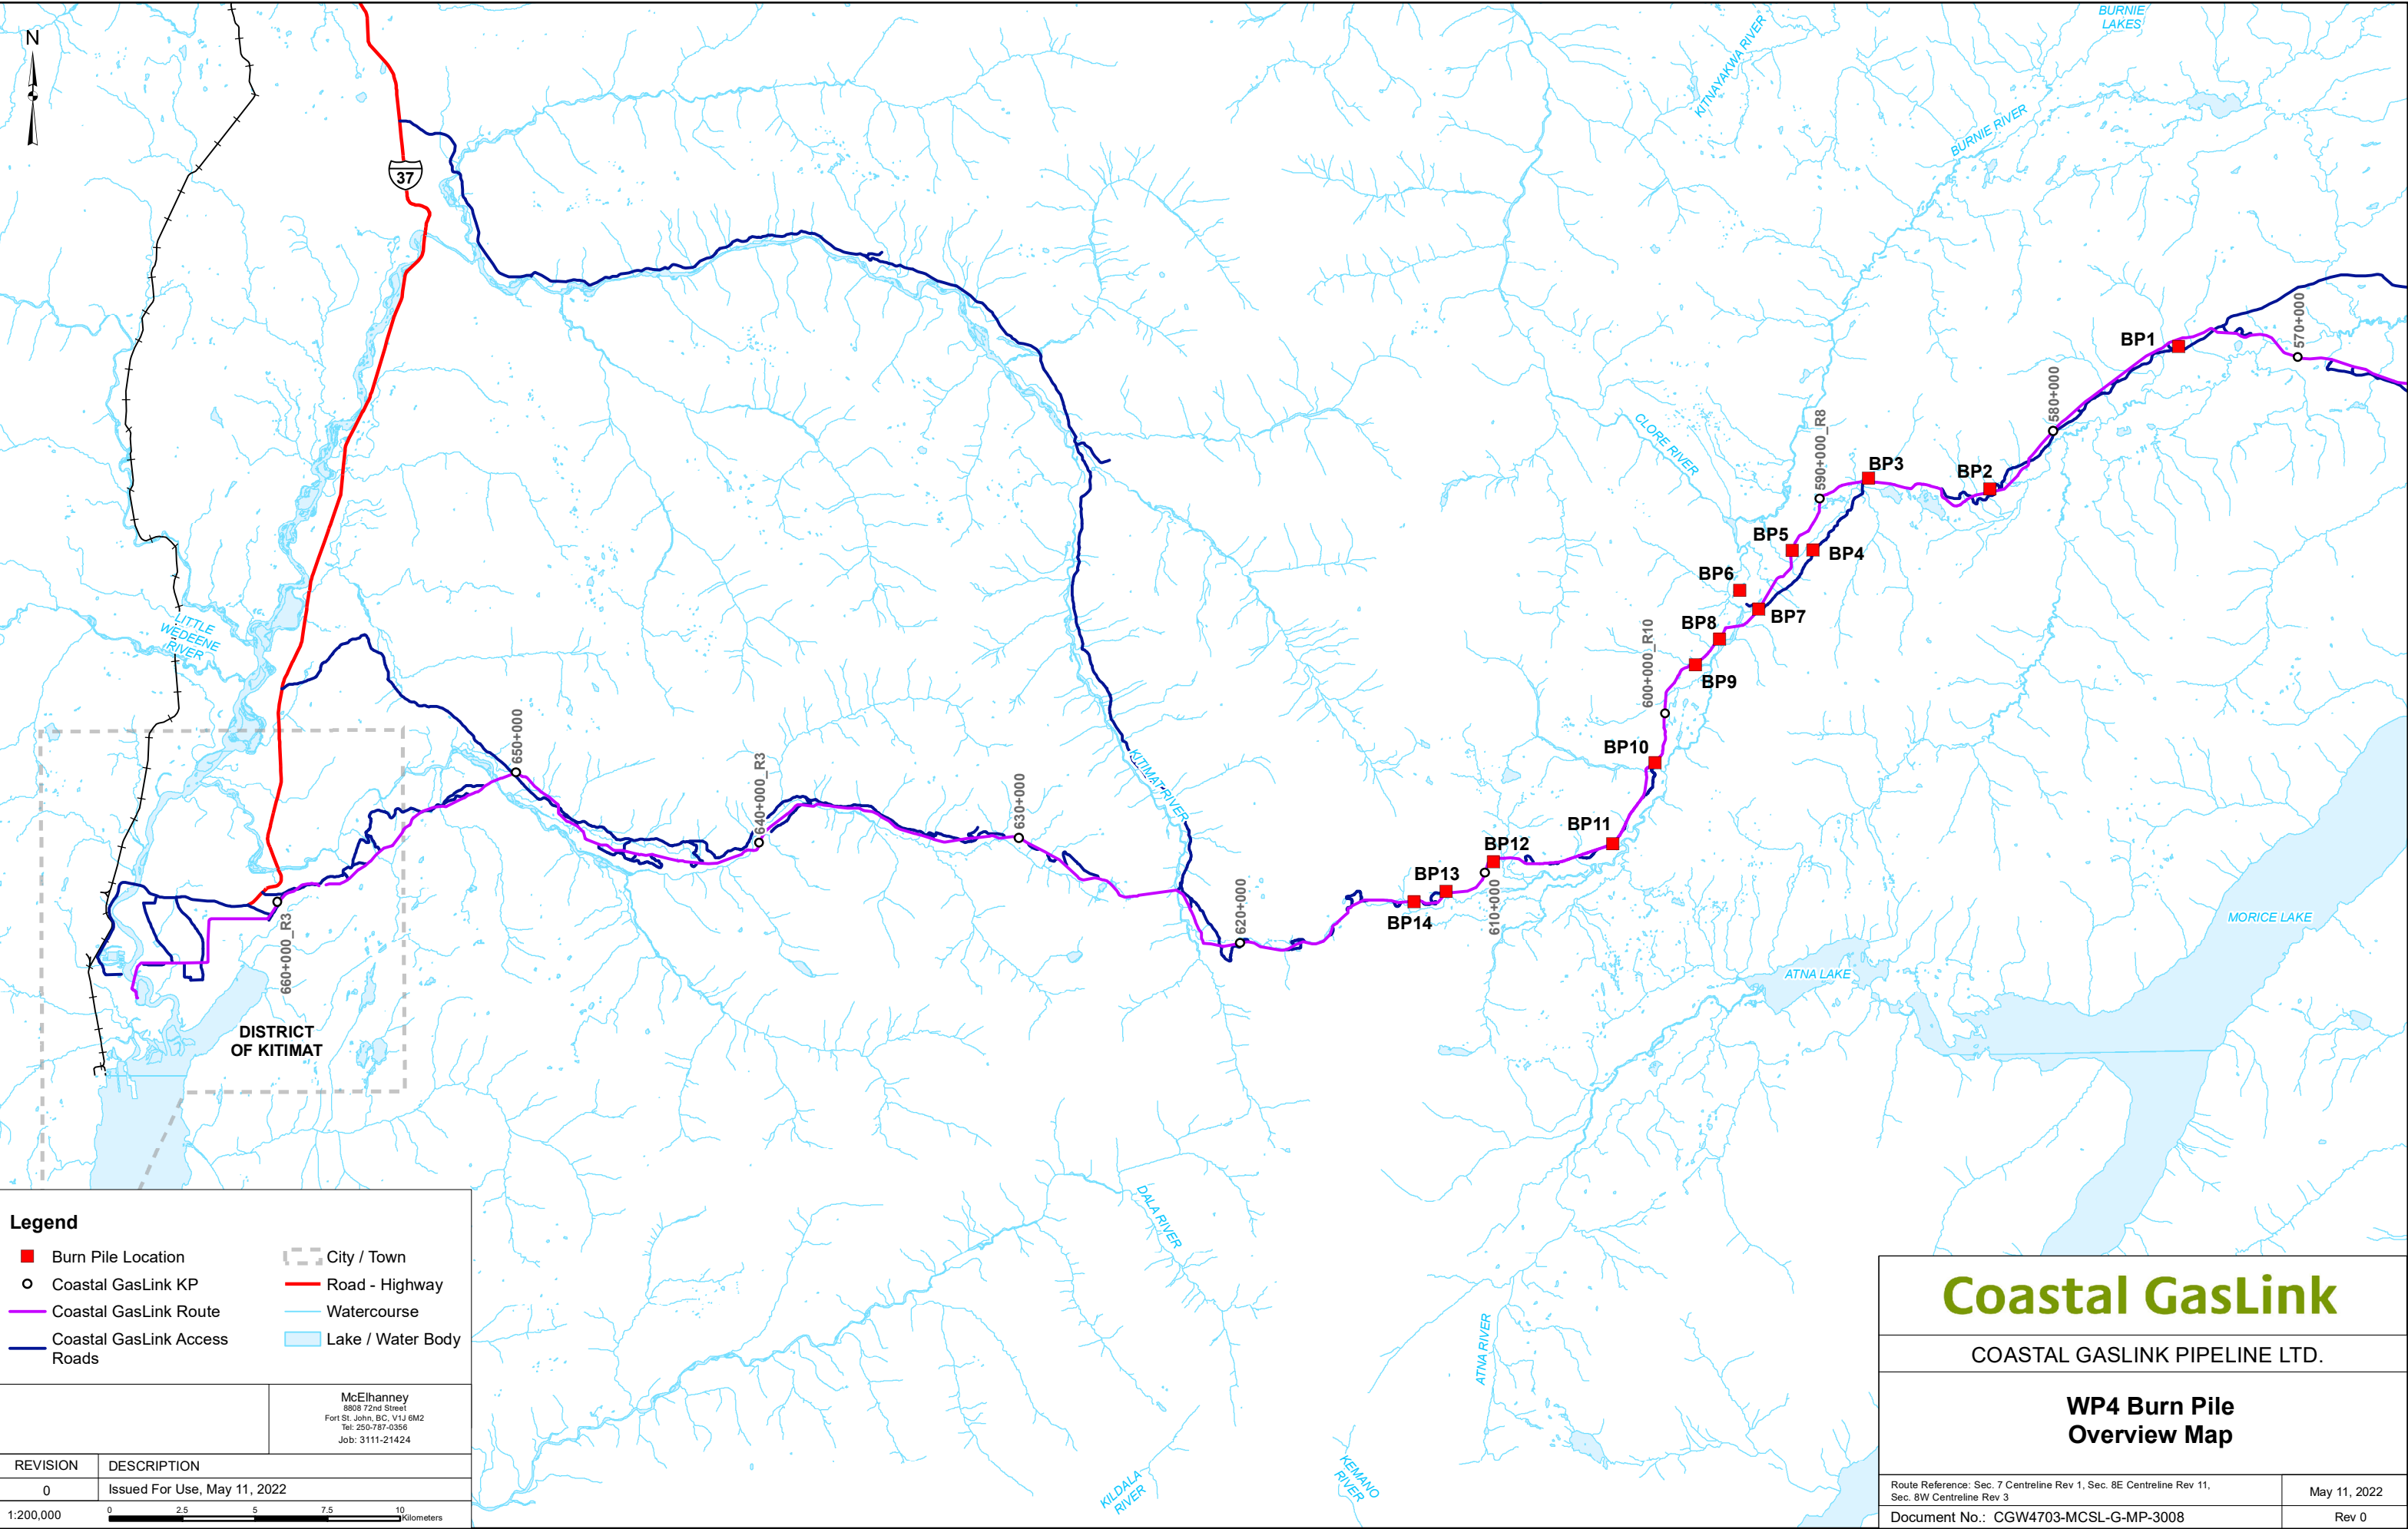 N
37
BURNIE
LAKES
KITNAYAKWA RIVER
BURNIE RIVER
CLORE RIVER
570+000
BP1
580+000
590+000_R8
BP3
BP2
BP5
BP4
BP6
BP7
BP8
BP9
600+000_R10
LITTLE
WEDEENE
RIVER
650+000
640+000_R3
630+000
KITIMAT RIVER
BP10
BP11
BP12
BP13
BP14
610+000
620+000
660+000_R3
MORICE LAKE
ATNA LAKE
DISTRICT
OF KITIMAT
DALA RIVER
ATNA RIVER
KILDALA
RIVER
KEMANO
RIVER
Legend
Burn Pile Location
Coastal GasLink KP
Coastal GasLink Route
Coastal GasLink Access
Roads
City / Town
Road - Highway
Watercourse
Lake / Water Body
McElhanney
8808 72nd Street
Fort St. John, BC, V1J 6M2
Tel: 250-787-0356
Job: 3111-21424
REVISION DESCRIPTION
0 Issued For Use, May 11, 2022
1:200,000 0 2.5 5 7.5 10 Kilometers
Coastal GasLink
COASTAL GASLINK PIPELINE LTD.
WP4 Burn Pile
Overview Map
Route Reference: Sec. 7 Centreline Rev 1, Sec. 8E Centreline Rev 11,
Sec. 8W Centreline Rev 3
May 11, 2022
Document No.: CGW4703-MCSL-G-MP-3008
Rev 0